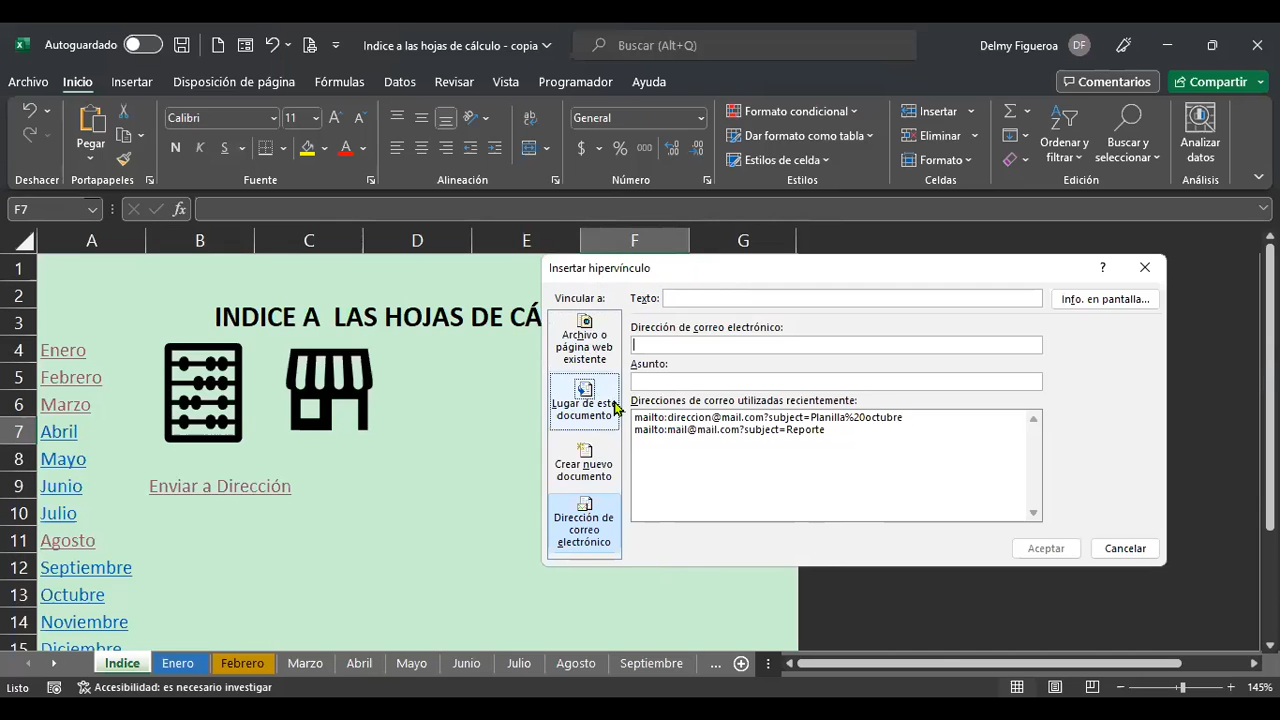 Autoguardado
Indice a las hojas de cálculo - copia
Buscar (Alt+Q)
Delmy Figueroa
DF
Archivo
Inicio
Insertar
Disposición de página
Fórmulas
Datos
Revisar
Vista
Programador
Ayuda
Comentarios
Compartir
Deshacer
Pegar
Portapapeles
Calibri
11
N
K
S
A
Fuente
Alineación
General
$
%
000
Número
Formato condicional
Dar formato como tabla
Estilos de celda
Estilos
Insertar
Eliminar
Formato
Celdas
Ordenar y
filtrar
Buscar y
seleccionar
Edición
Analizar
datos
Análisis
F7
fx
A B C D E F G
1
2
3
4
5
6
7
8
9
10
11
12
13
14
15
INDICE A LAS HOJAS DE CÁ
Enero
Febrero
Marzo
Abril
Mayo
Junio
Julio
Agosto
Septiembre
Octubre
Noviembre
Diciembre
Enviar a Dirección
Insertar hipervínculo
?
Vincular a:
Texto:
Info. en pantalla...
Archivo o
página web
existente
Lugar de este
documento
Crear nuevo
documento
Dirección de
correo
electrónico
Dirección de correo electrónico:
Asunto:
Direcciones de correo utilizadas recientemente:
mailto:direccion@mail.com?subject=Planilla%20octubre
mailto:mail@mail.com?subject=Reporte
Aceptar
Cancelar
Indice
Enero
Febrero
Marzo
Abril
Mayo
Junio
Julio
Agosto
Septiembre
...
Listo
Accesibilidad: es necesario investigar
145%